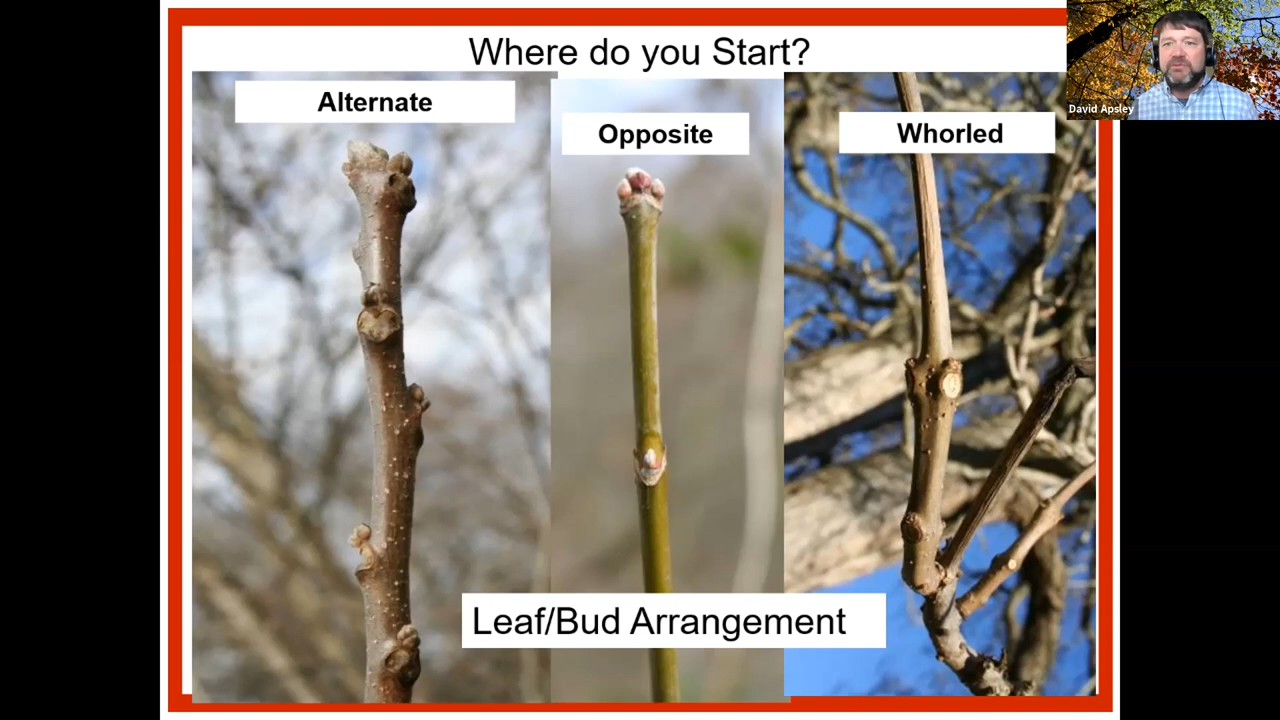 Where do you Start?
Alternate
Opposite
Whorled
David Apsley
Leaf/Bud Arrangement